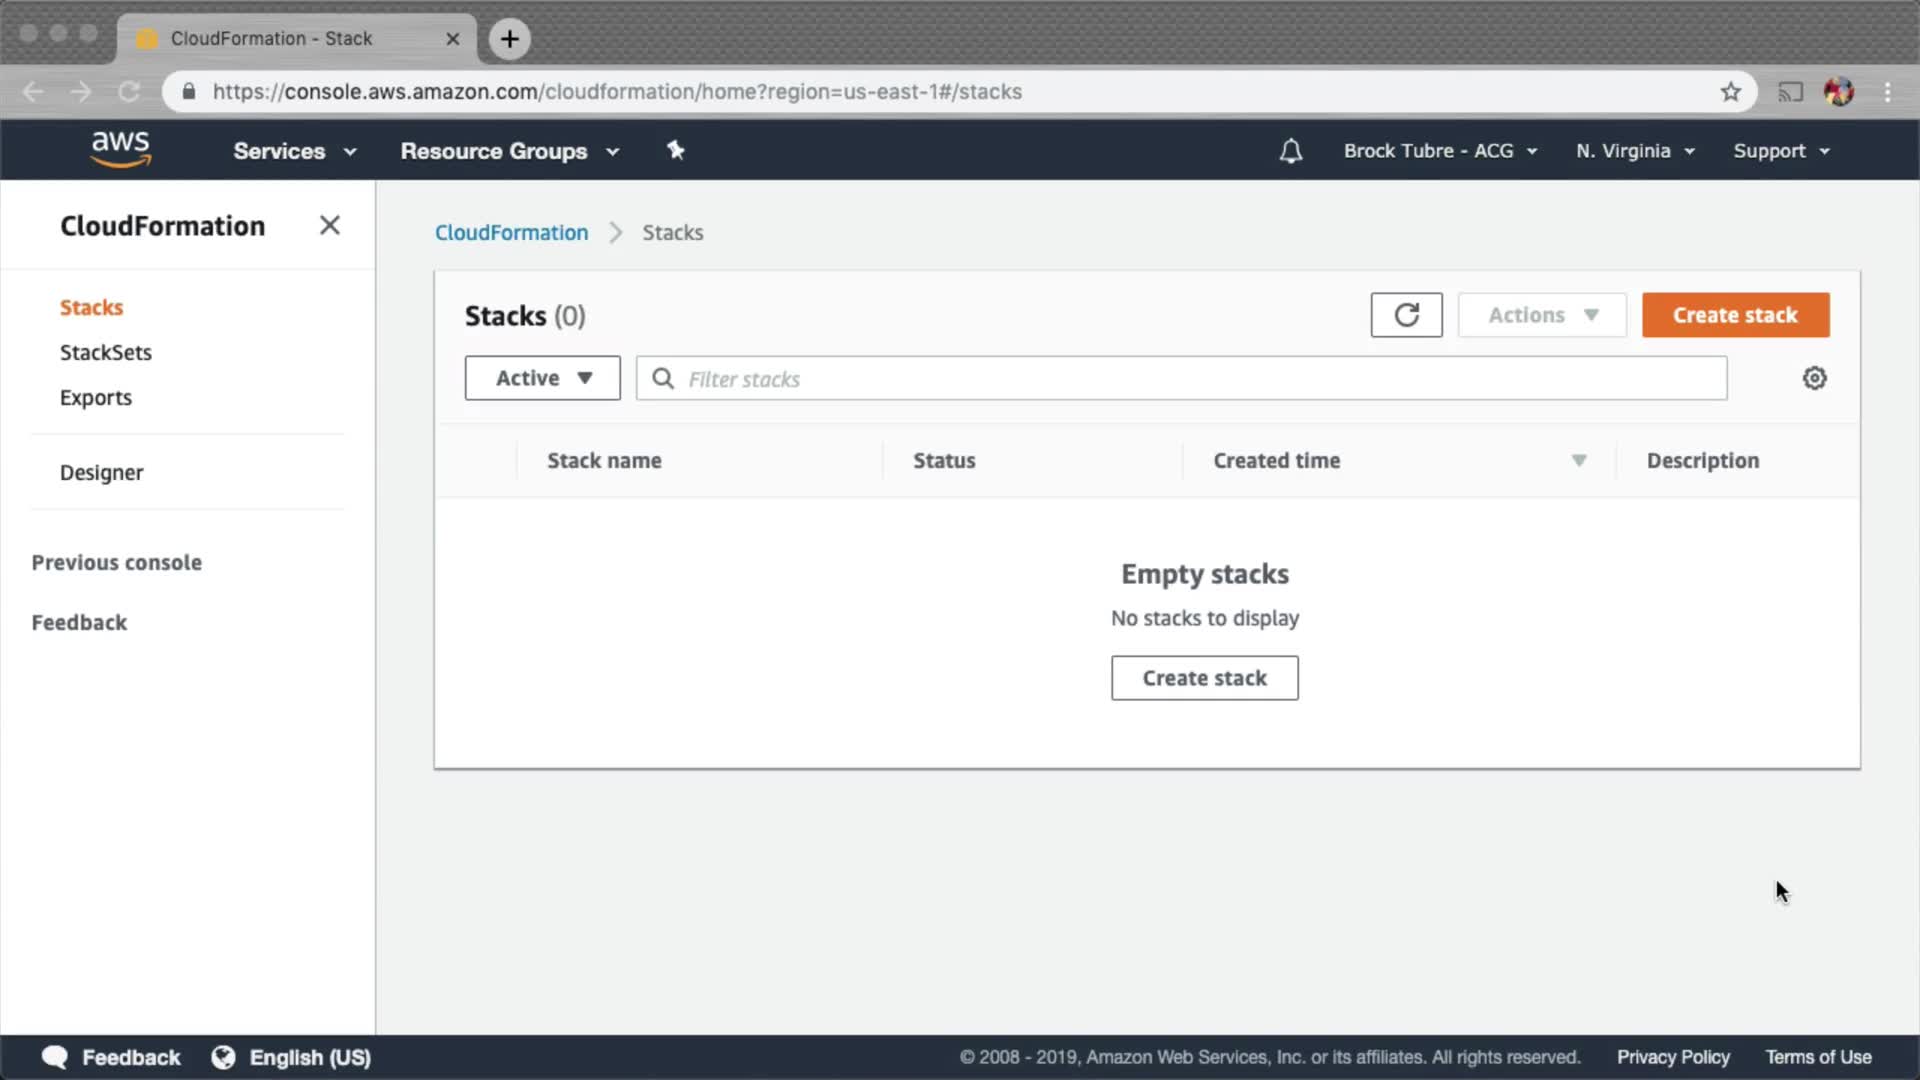 CloudFormation - Stack
https://console.aws.amazon.com/cloudformation/home?region=us-east-1#/stacks
aws Services Resource Groups Brock Tubre - ACG N. Virginia Support
CloudFormation
Stacks
StackSets
Exports
Designer
Previous console
Feedback
CloudFormation Stacks
Stacks (0) Actions Create stack
Active Filter stacks
Stack name Status Created time Description
Empty stacks
No stacks to display
Create stack
Feedback English (US) © 2008 - 2019, Amazon Web Services, Inc. or its affiliates. All rights reserved. Privacy Policy Terms of Use